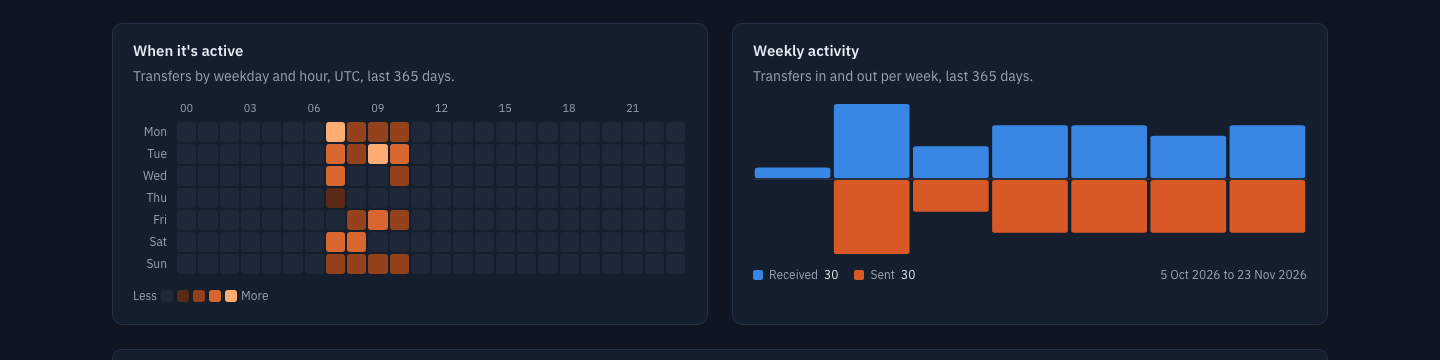 When it's active
Transfers by weekday and hour, UTC, last 365 days.
00 03 06 09 12 15 18 21
Mon
Tue
Wed
Thu
Fri
Sat
Sun
Less More
Weekly activity
Transfers in and out per week, last 365 days.
Received 30 Sent 30 5 Oct 2026 to 23 Nov 2026